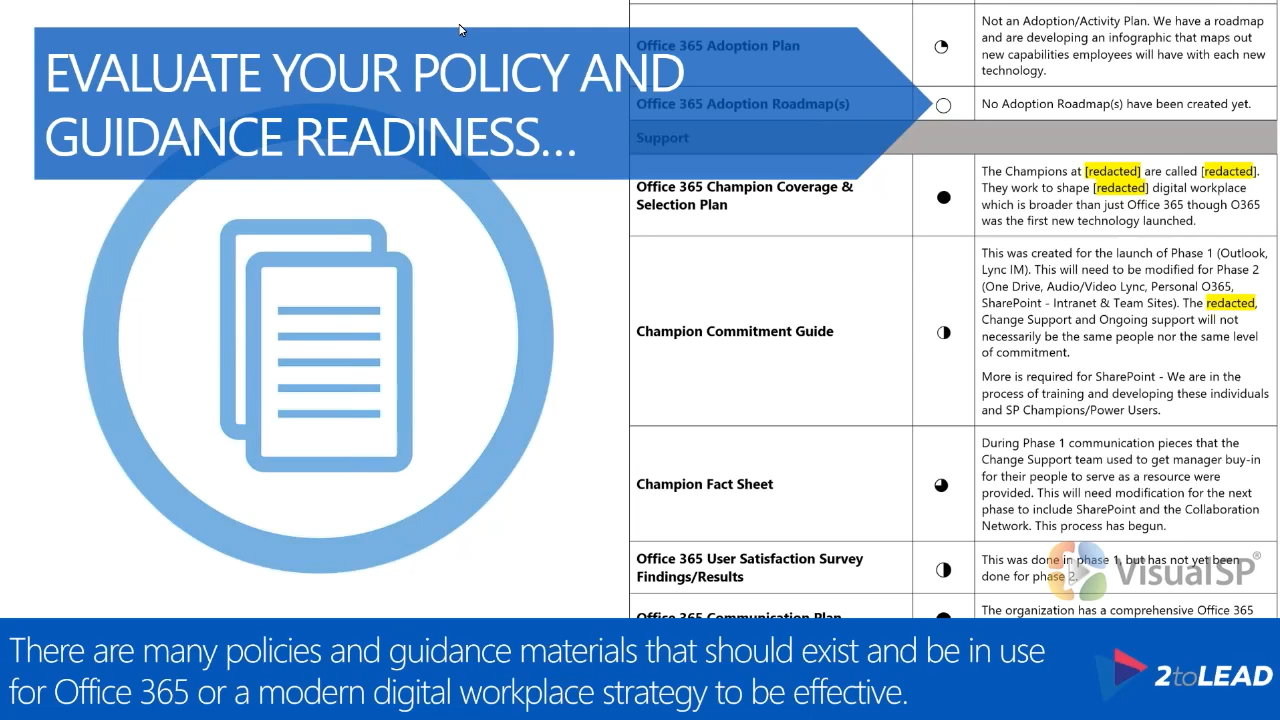 EVALUATE YOUR POLICY AND
GUIDANCE READINESS...
Office 365 Adoption Plan
Not an Adoption/Activity Plan. We have a roadmap
and are developing an infographic that maps out
new capabilities employees will have with each new
technology.
Office 365 Adoption Roadmap(s)
No Adoption Roadmap(s) have been created yet.
Support
Office 365 Champion Coverage &
Selection Plan
The Champions at [redacted] are called [redacted].
They work to shape [redacted] digital workplace
which is broader than just Office 365 though O365
was the first new technology launched.
Champion Commitment Guide
This was created for the launch of Phase 1 (Outlook,
Lync IM). This will need to be modified for Phase 2
(One Drive, Audio/Video Lync, Personal O365,
SharePoint - Intranet & Team Sites). The redacted,
Change Support and Ongoing support will not
necessarily be the same people nor the same level
of commitment.
More is required for SharePoint - We are in the
process of training and developing these individuals
and SP Champions/Power Users.
Champion Fact Sheet
During Phase 1 communication pieces that the
Change Support team used to get manager buy-in
for their people to serve as a resource were
provided. This will need modification for the next
phase to include SharePoint and the Collaboration
Network. This process has begun.
Office 365 User Satisfaction Survey
Findings/Results
This was done in phase 1, but has not yet been
done for phase 2.
VisualSP®
Office 365 Communication Plan
The organization has a comprehensive Office 365
There are many policies and guidance materials that should exist and be in use
for Office 365 or a modern digital workplace strategy to be effective.
2toLEAD